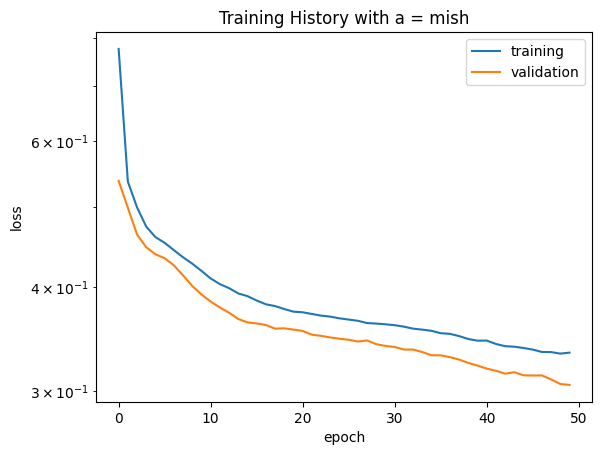 Training History with a = mish
training
validation
6 × 10⁻¹
4 × 10⁻¹
3 × 10⁻¹
loss
0 10 20 30 40 50
epoch